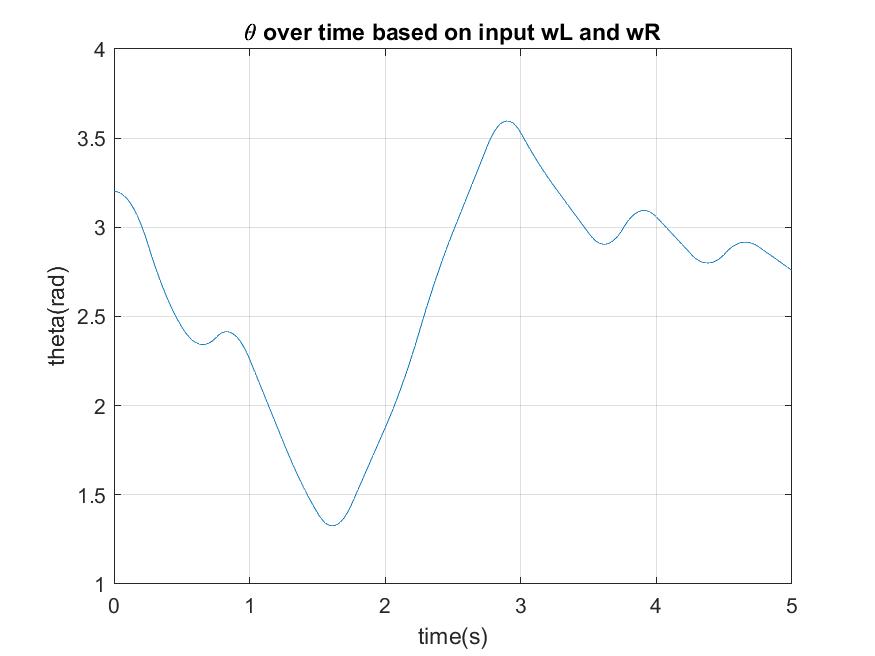 θ over time based on input wL and wR
4
3.5
3
2.5
2
1.5
1
theta(rad)
0 1 2 3 4 5
time(s)